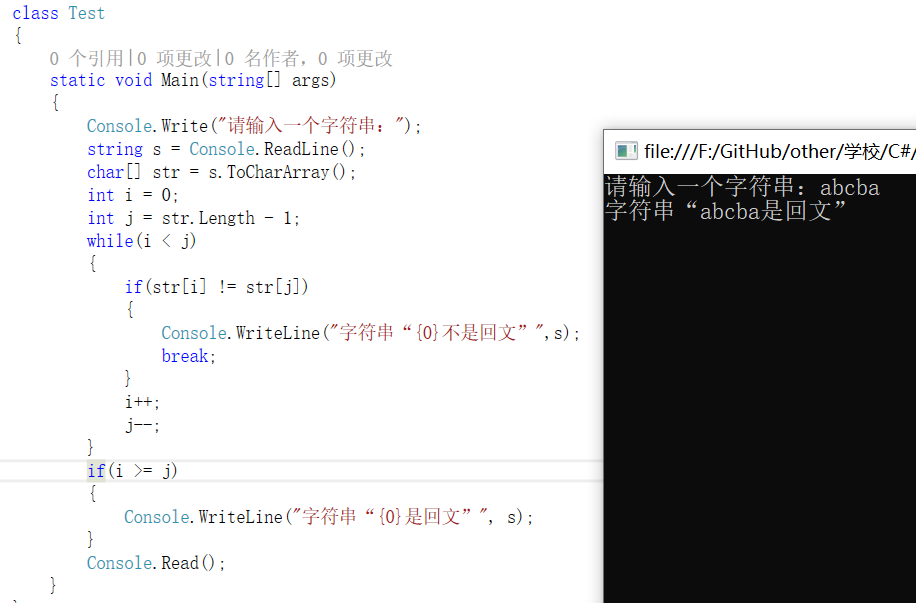 class Test
{
0 个引用|0 项更改|0 名作者，0 项更改
static void Main(string[] args)
{
Console.Write("请输入一个字符串：");
string s = Console.ReadLine();
char[] str = s.ToCharArray();
int i = 0;
int j = str.Length - 1;
while(i < j)
{
if(str[i] != str[j])
{
Console.WriteLine("字符串“{0}不是回文”",s);
break;
}
i++;
j--;
}
if(i >= j)
{
Console.WriteLine("字符串“{0}是回文”", s);
}
Console.Read();
}
file:///F:/GitHub/other/学校/C#/
请输入一个字符串：abcba
字符串“abcba是回文”